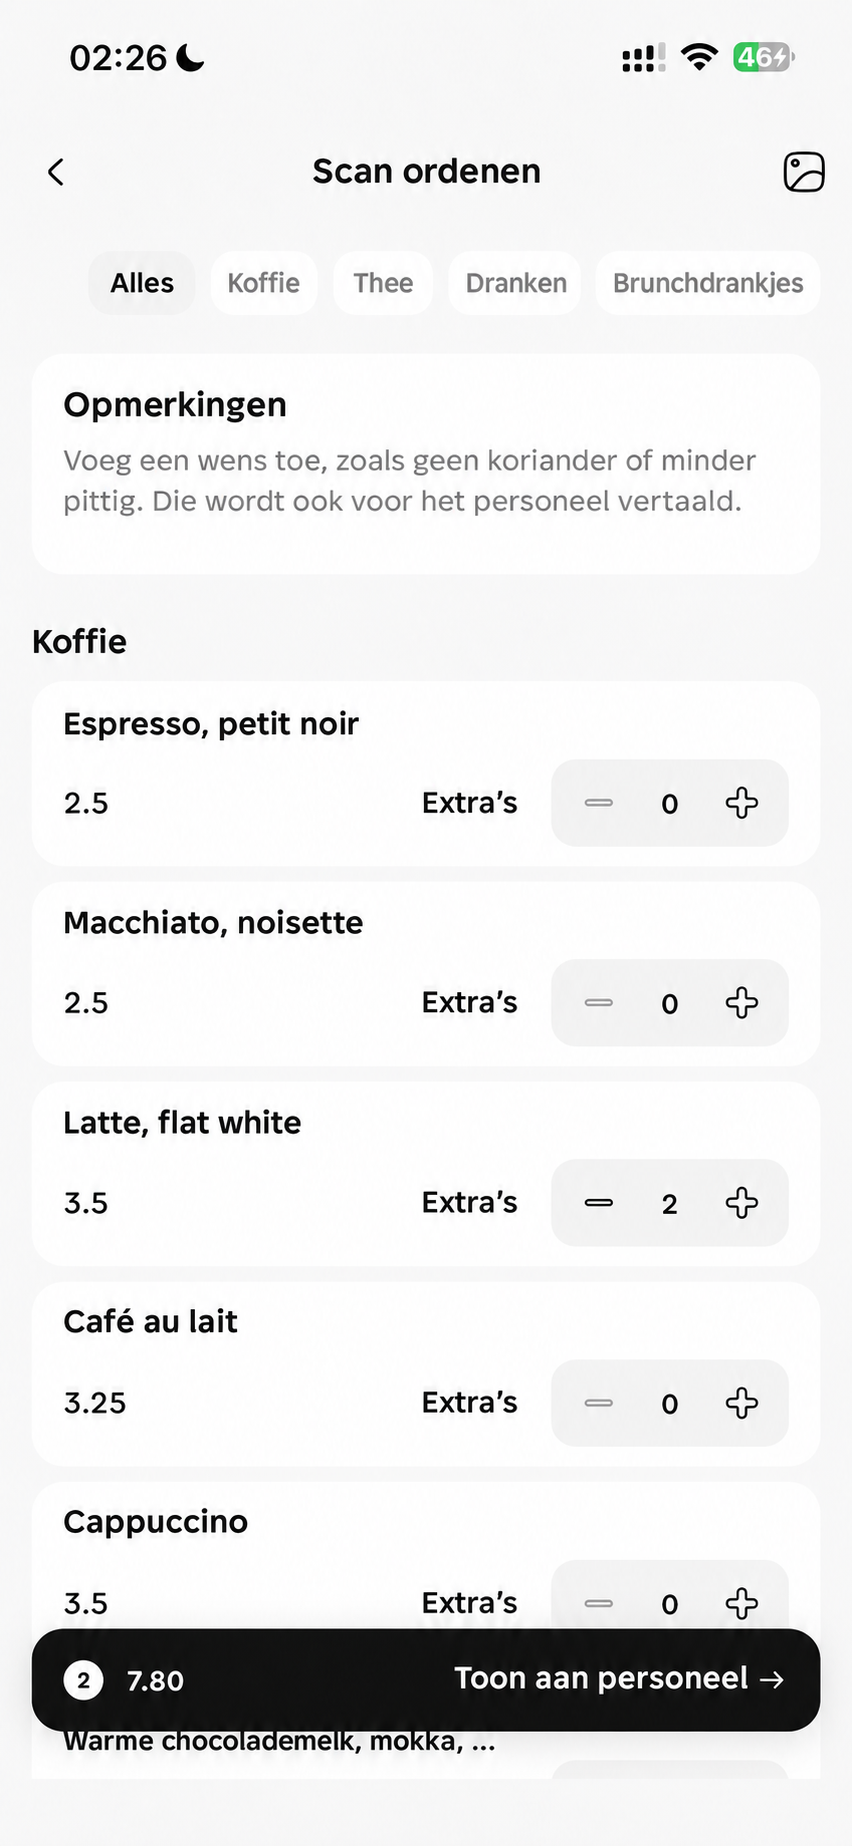 02:26
46
Scan ordenen
Alles Koffie Thee Dranken Brunchdrankjes
Opmerkingen
Voeg een wens toe, zoals geen koriander of minder
pittig. Die wordt ook voor het personeel vertaald.
Koffie
Espresso, petit noir
2.5 Extra's 0
Macchiato, noisette
2.5 Extra's 0
Latte, flat white
3.5 Extra's 2
Café au lait
3.25 Extra's 0
Cappuccino
3.5 Extra's 0
2 7.80 Toon aan personeel →
Warme chocolademelk, mokka, ...